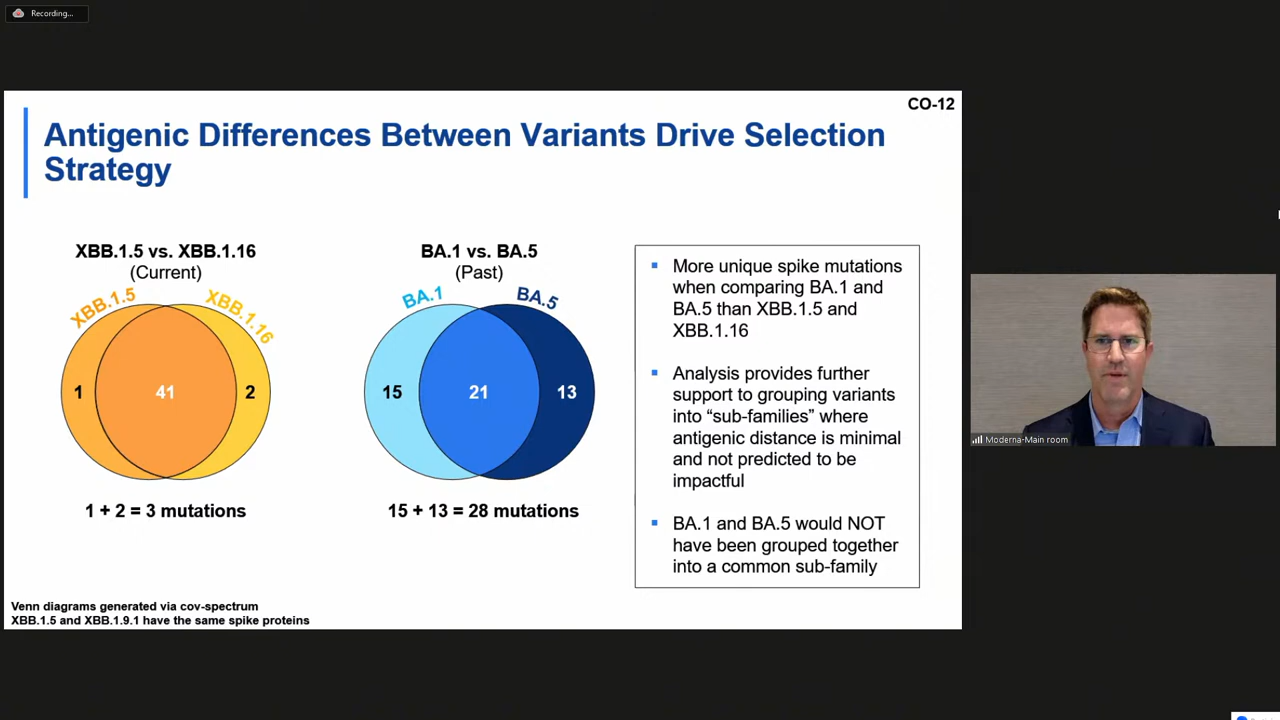 Recording...
CO-12
Antigenic Differences Between Variants Drive Selection
Strategy
XBB.1.5 vs. XBB.1.16
(Current)
XBB.1.5
XBB.1.16
1
41
2
1 + 2 = 3 mutations
BA.1 vs. BA.5
(Past)
BA.1
BA.5
15
21
13
15 + 13 = 28 mutations
More unique spike mutations
when comparing BA.1 and
BA.5 than XBB.1.5 and
XBB.1.16
Analysis provides further
support to grouping variants
into “sub-families” where
antigenic distance is minimal
and not predicted to be
impactful
BA.1 and BA.5 would NOT
have been grouped together
into a common sub-family
Venn diagrams generated via cov-spectrum
XBB.1.5 and XBB.1.9.1 have the same spike proteins
Moderna-Main room